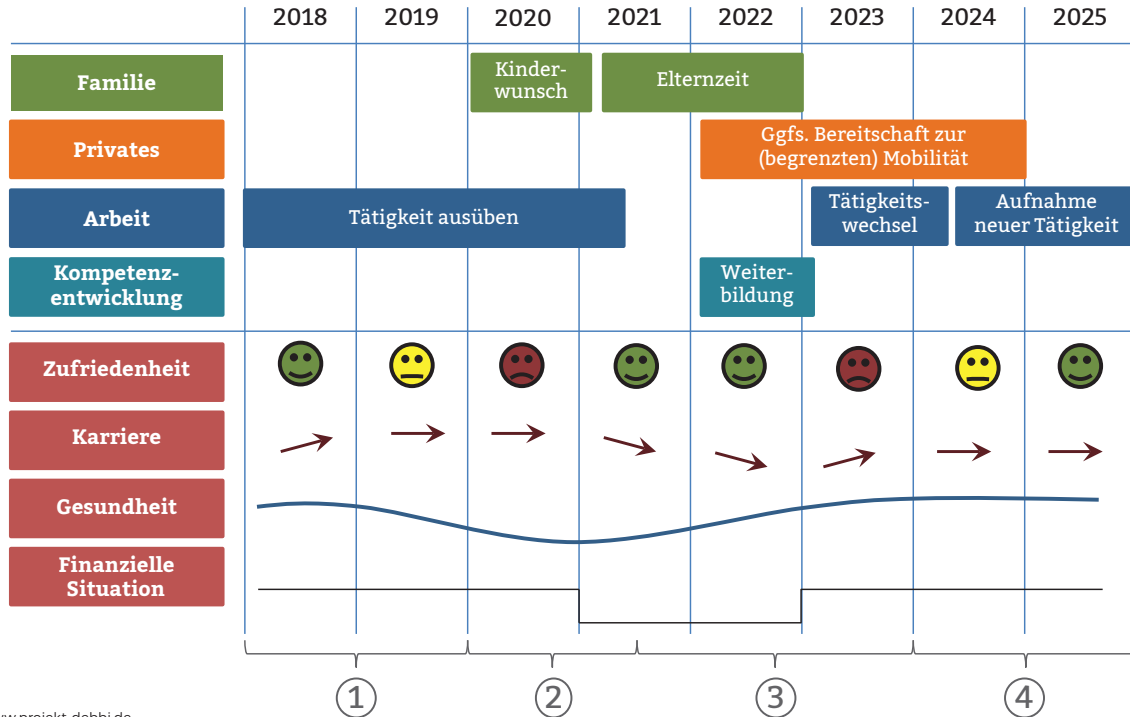 2018 2019 2020 2021 2022 2023 2024 2025
Familie
Kinder-
wunsch
Elternzeit
Privates
Ggfs. Bereitschaft zur
(begrenzten) Mobilität
Arbeit
Tätigkeit ausüben
Tätigkeits-
wechsel
Aufnahme
neuer Tätigkeit
Kompetenz-
entwicklung
Weiter-
bildung
Zufriedenheit
Karriere
Gesundheit
Finanzielle
Situation
1 2 3 4